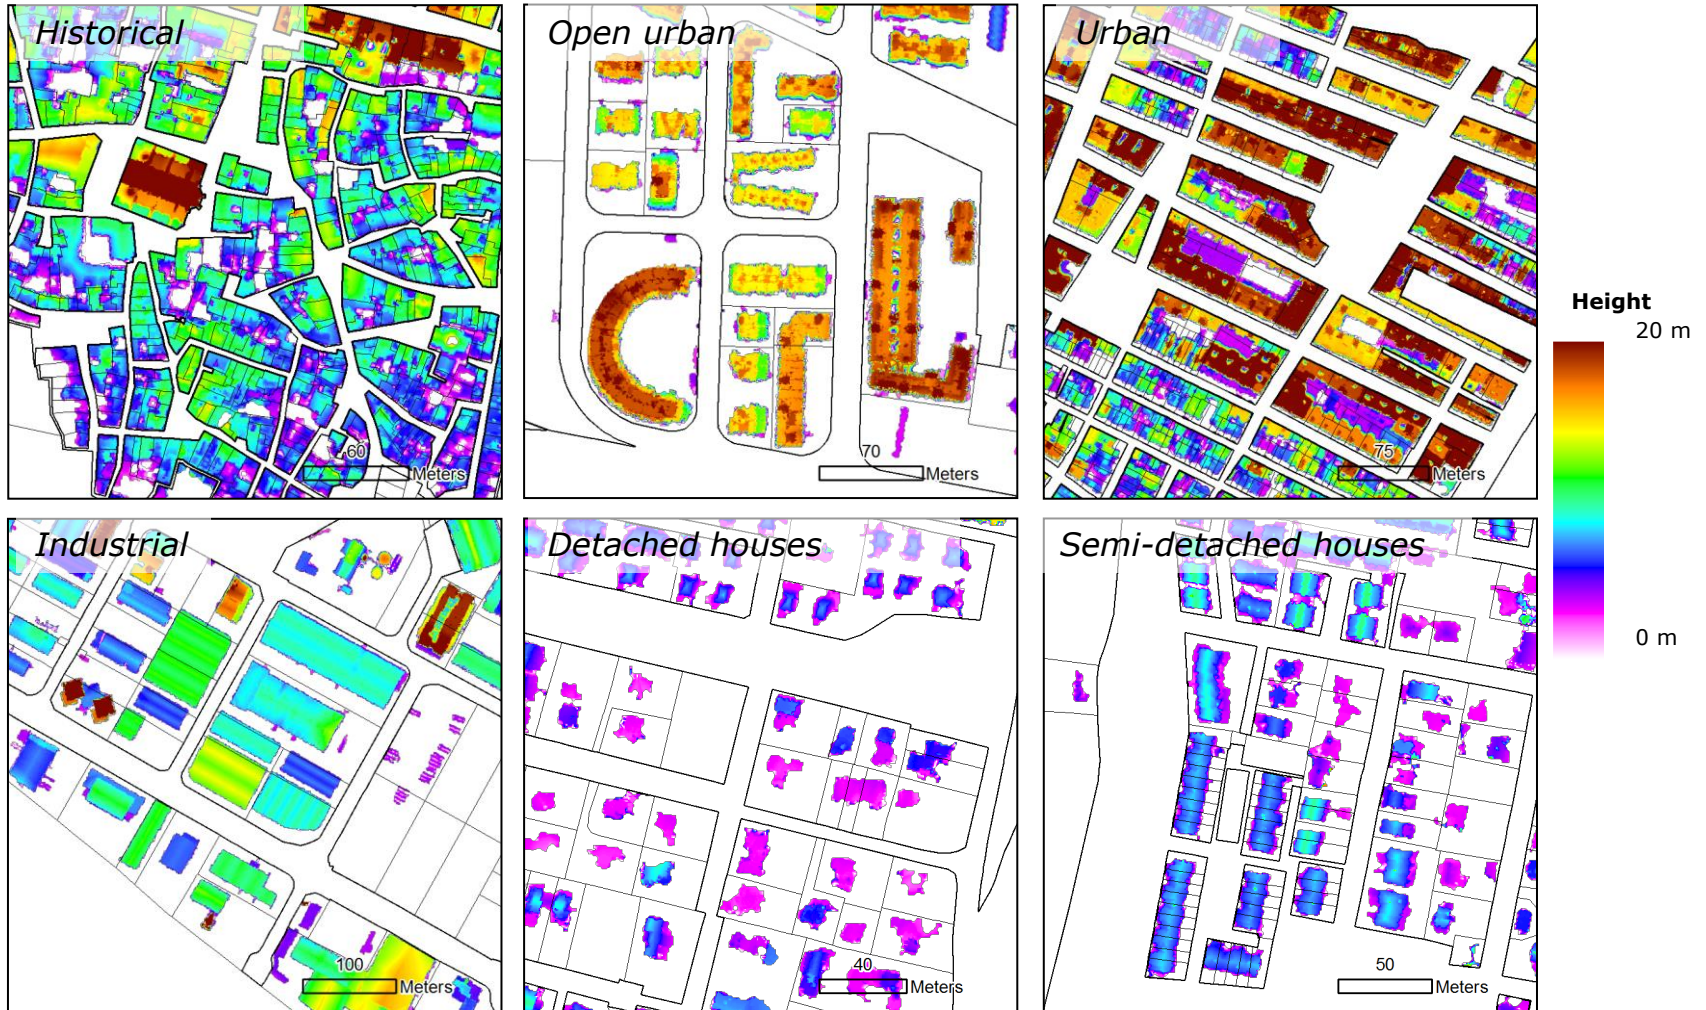 Historical
Open urban
Urban
60
Meters
70
Meters
75
Meters
Height
20 m
0 m
Industrial
Detached houses
Semi-detached houses
100
Meters
40
Meters
50
Meters